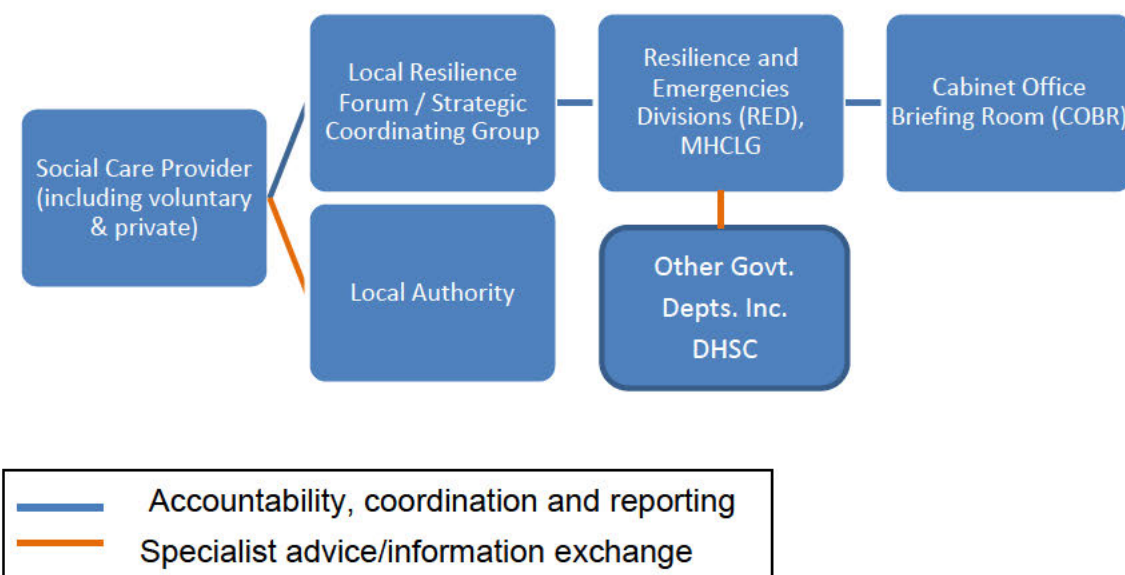 Social Care Provider
(including voluntary
& private)
Local Resilience
Forum / Strategic
Coordinating Group
Local Authority
Resilience and
Emergencies
Divisions (RED),
MHCLG
Other Govt.
Depts. Inc.
DHSC
Cabinet Office
Briefing Room (COBR)
Accountability, coordination and reporting
Specialist advice/information exchange